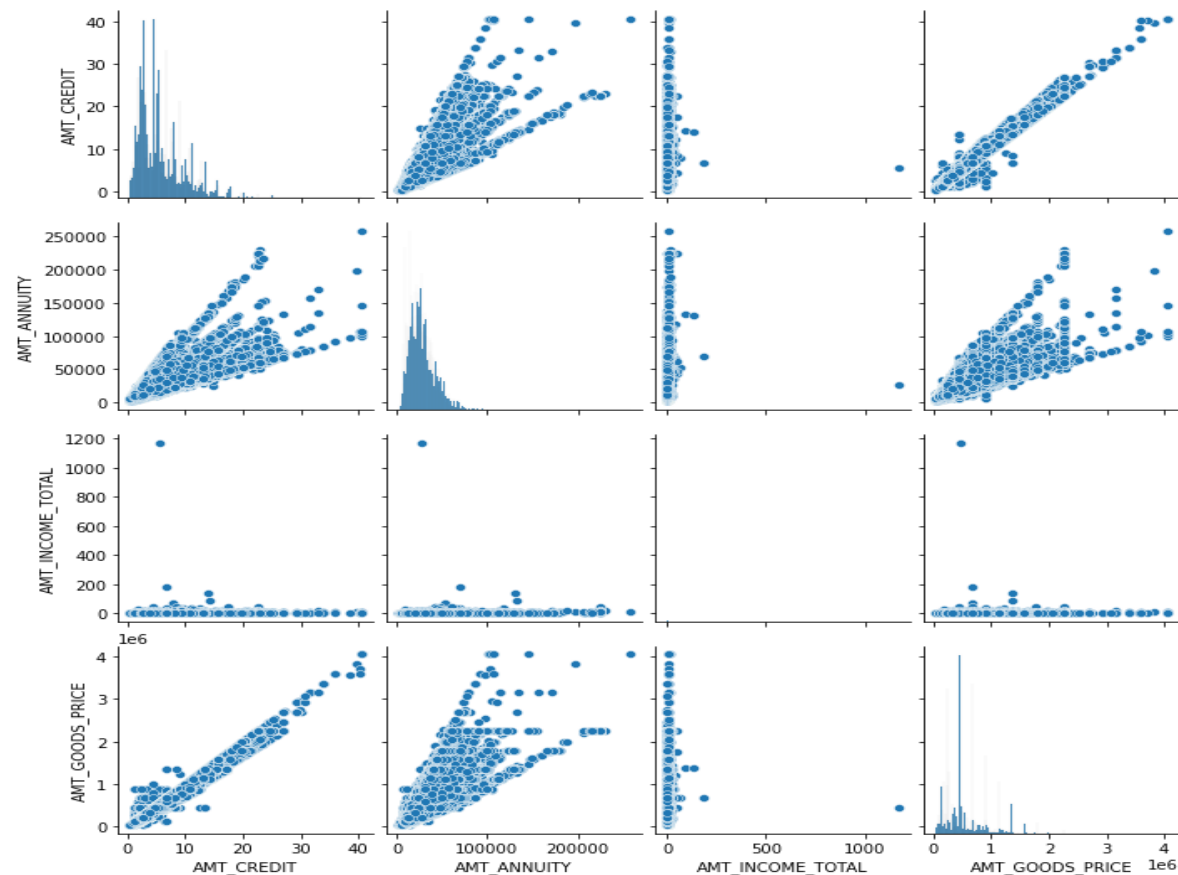 40
30
20
10
0
AMT_CREDIT
250000
200000
150000
100000
50000
0
AMT_ANNUITY
1200
1000
800
600
400
200
0
AMT_INCOME_TOTAL
1e6
4
3
2
1
0
AMT_GOODS_PRICE
0 20 40
AMT_CREDIT
0 100000 200000
AMT_ANNUITY
0 500 1000
AMT_INCOME_TOTAL
0 1 2 3 4
AMT_GOODS_PRICE
1e6